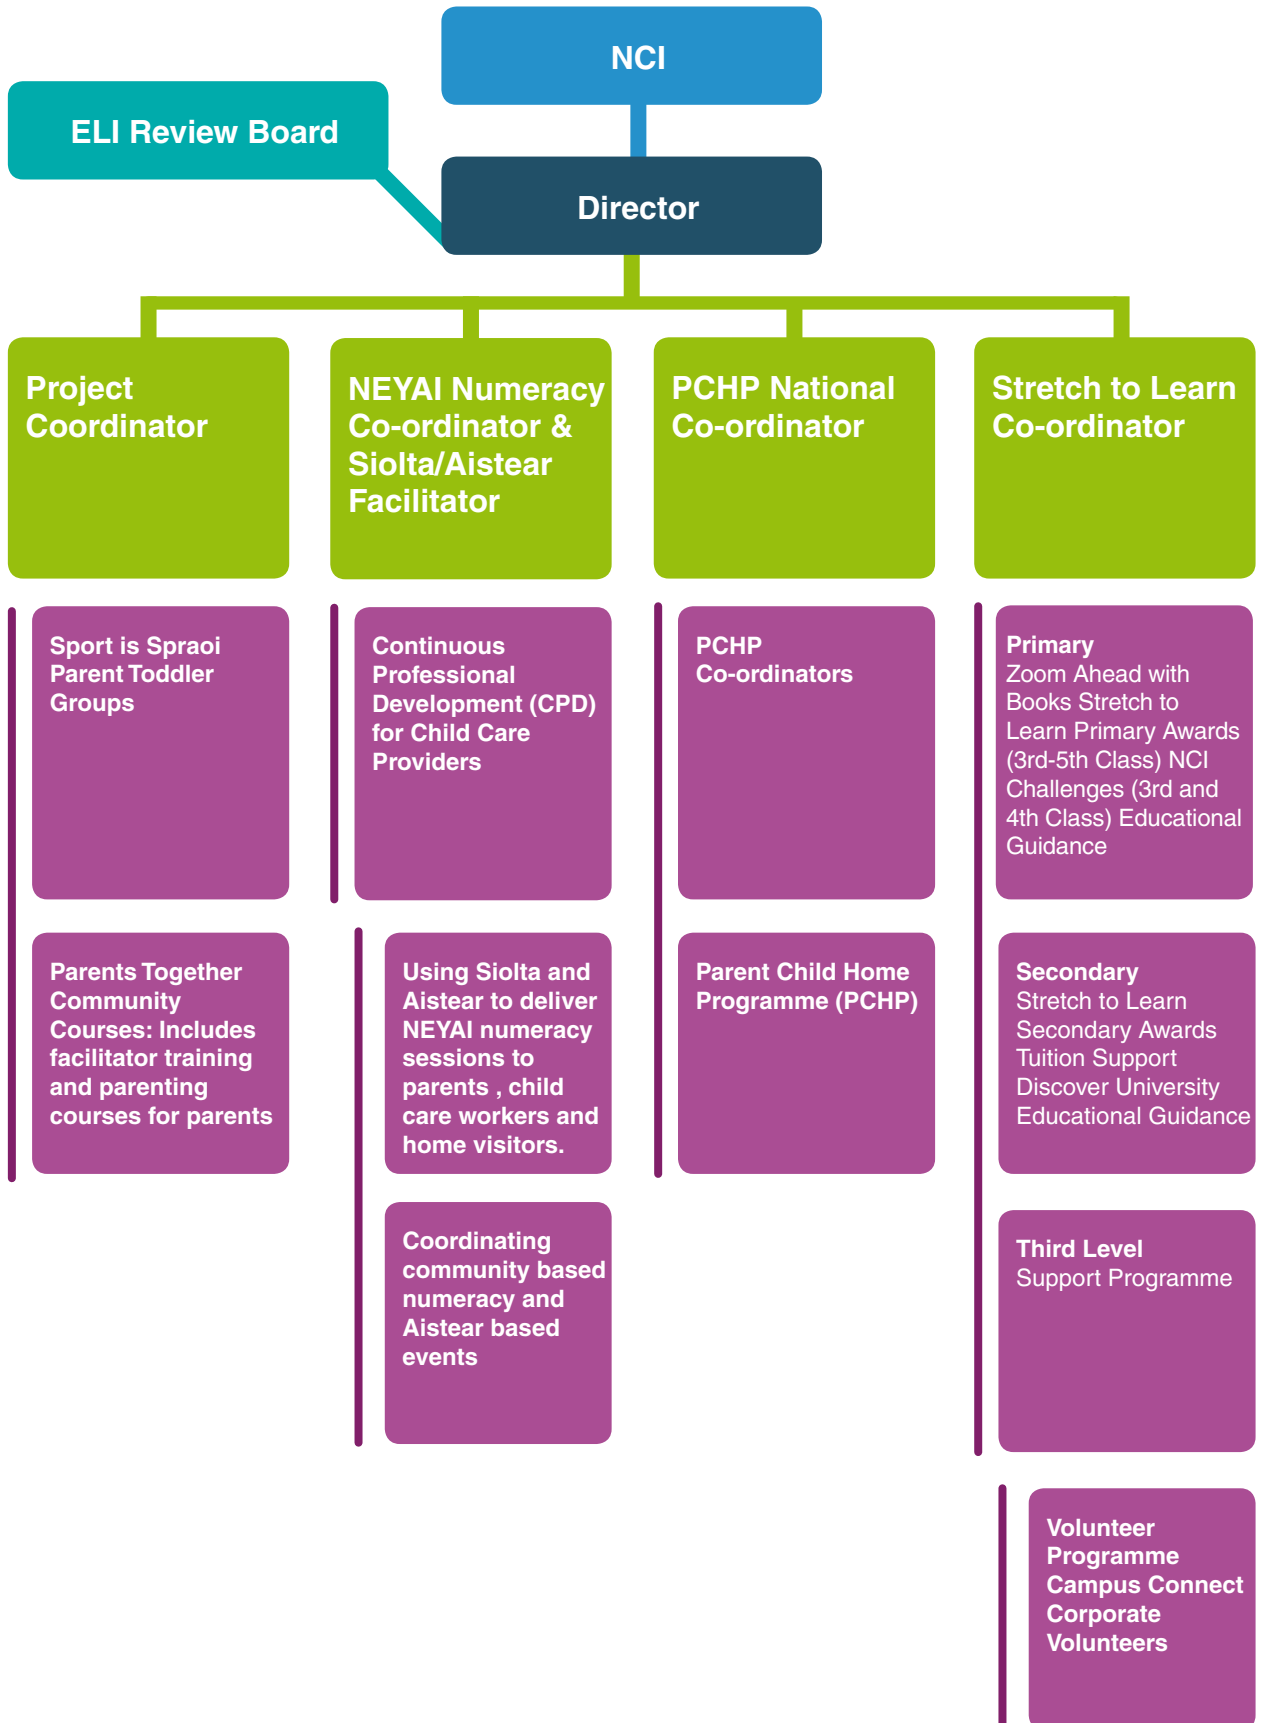 NCI
ELI Review Board
Director
Project
Coordinator
NEYAI Numeracy
Co-ordinator &
Siolta/Aistear
Facilitator
PCHP National
Co-ordinator
Stretch to Learn
Co-ordinator
Sport is Spraoi
Parent Toddler
Groups
Parents Together
Community
Courses: Includes
facilitator training
and parenting
courses for parents
Continuous
Professional
Development (CPD)
for Child Care
Providers
Using Siolta and
Aistear to deliver
NEYAI numeracy
sessions to
parents , child
care workers and
home visitors.
Coordinating
community based
numeracy and
Aistear based
events
PCHP
Co-ordinators
Parent Child Home
Programme (PCHP)
Primary
Zoom Ahead with
Books Stretch to
Learn Primary Awards
(3rd-5th Class) NCI
Challenges (3rd and
4th Class) Educational
Guidance
Secondary
Stretch to Learn
Secondary Awards
Tuition Support
Discover University
Educational Guidance
Third Level
Support Programme
Volunteer
Programme
Campus Connect
Corporate
Volunteers